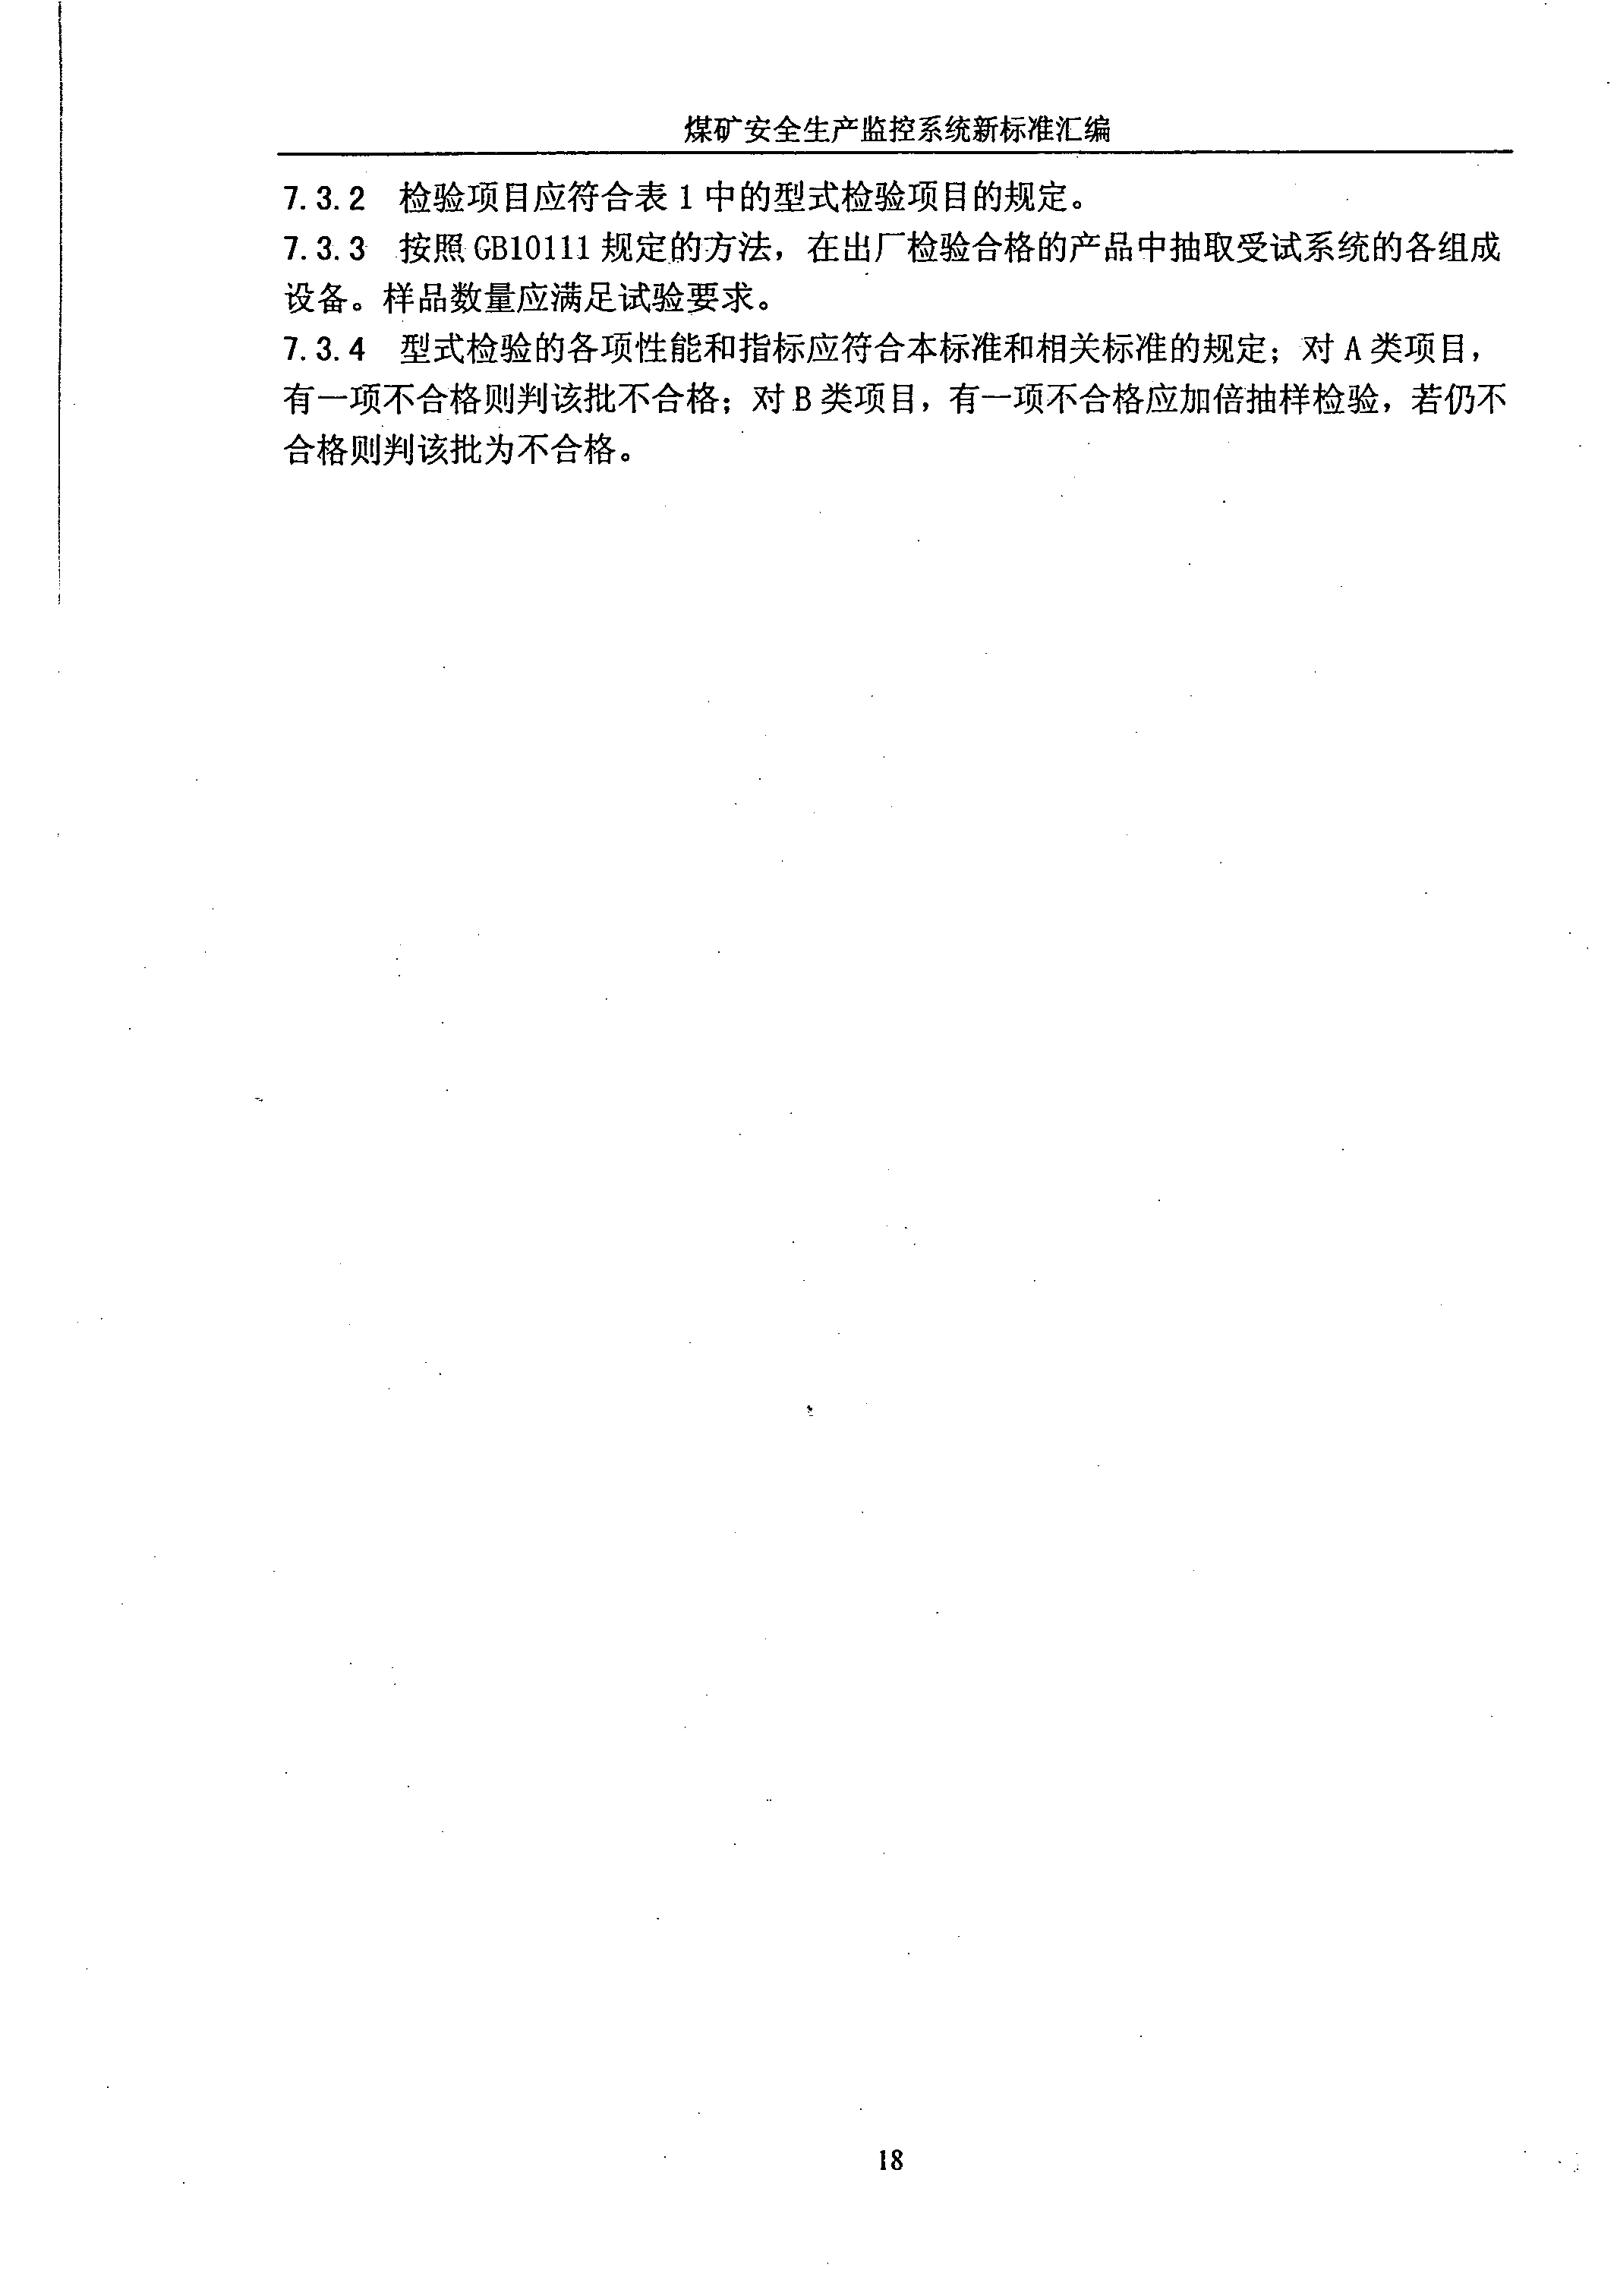 煤矿安全生产监控系统新标准汇编
7.3.2 检验项目应符合表 1 中的型式检验项目的规定。
7.3.3 按照 GB10111 规定的方法，在出厂检验合格的产品中抽取受试系统的各组成
设备。样品数量应满足试验要求。
7.3.4 型式检验的各项性能和指标应符合本标准和相关标准的规定；对 A 类项目，
有一项不合格则判该批不合格；对 B 类项目，有一项不合格应加倍抽样检验，若仍不
合格则判该批为不合格。
18